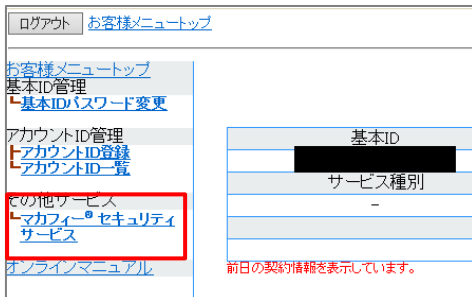 ログアウト お客様メニュートップ
お客様メニュートップ
基本ID管理
基本IDパスワード変更
アカウントID管理
アカウントID登録
アカウントID一覧
その他サービス
マカフィー® セキュリティ
サービス
オンラインマニュアル
基本ID
サービス種別
－
前日の契約情報を表示しています。